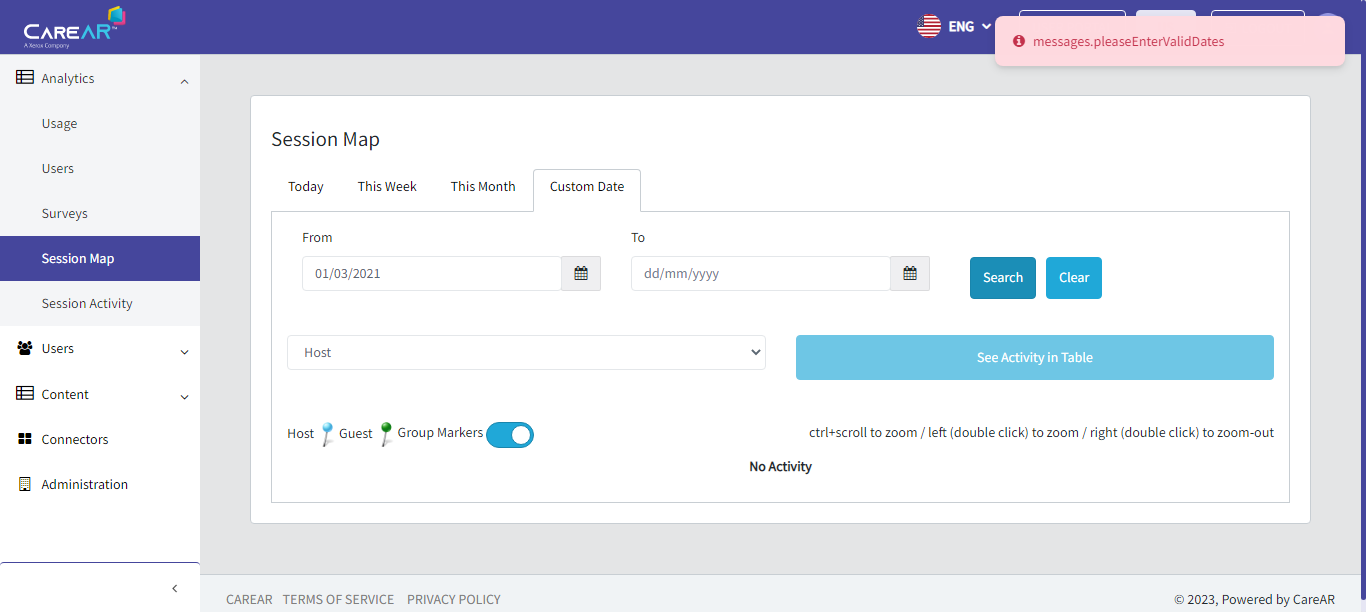 CAREAR™
A Xerox Company
ENG
messages.pleaseEnterValidDates
Analytics
Usage
Users
Surveys
Session Map
Session Activity
Users
Content
Connectors
Administration
Session Map
Today This Week This Month Custom Date
From To
01/03/2021 dd/mm/yyyy Search Clear
Host See Activity in Table
Host Guest Group Markers ctrl+scroll to zoom / left (double click) to zoom / right (double click) to zoom-out
No Activity
CAREAR TERMS OF SERVICE PRIVACY POLICY © 2023, Powered by CareAR